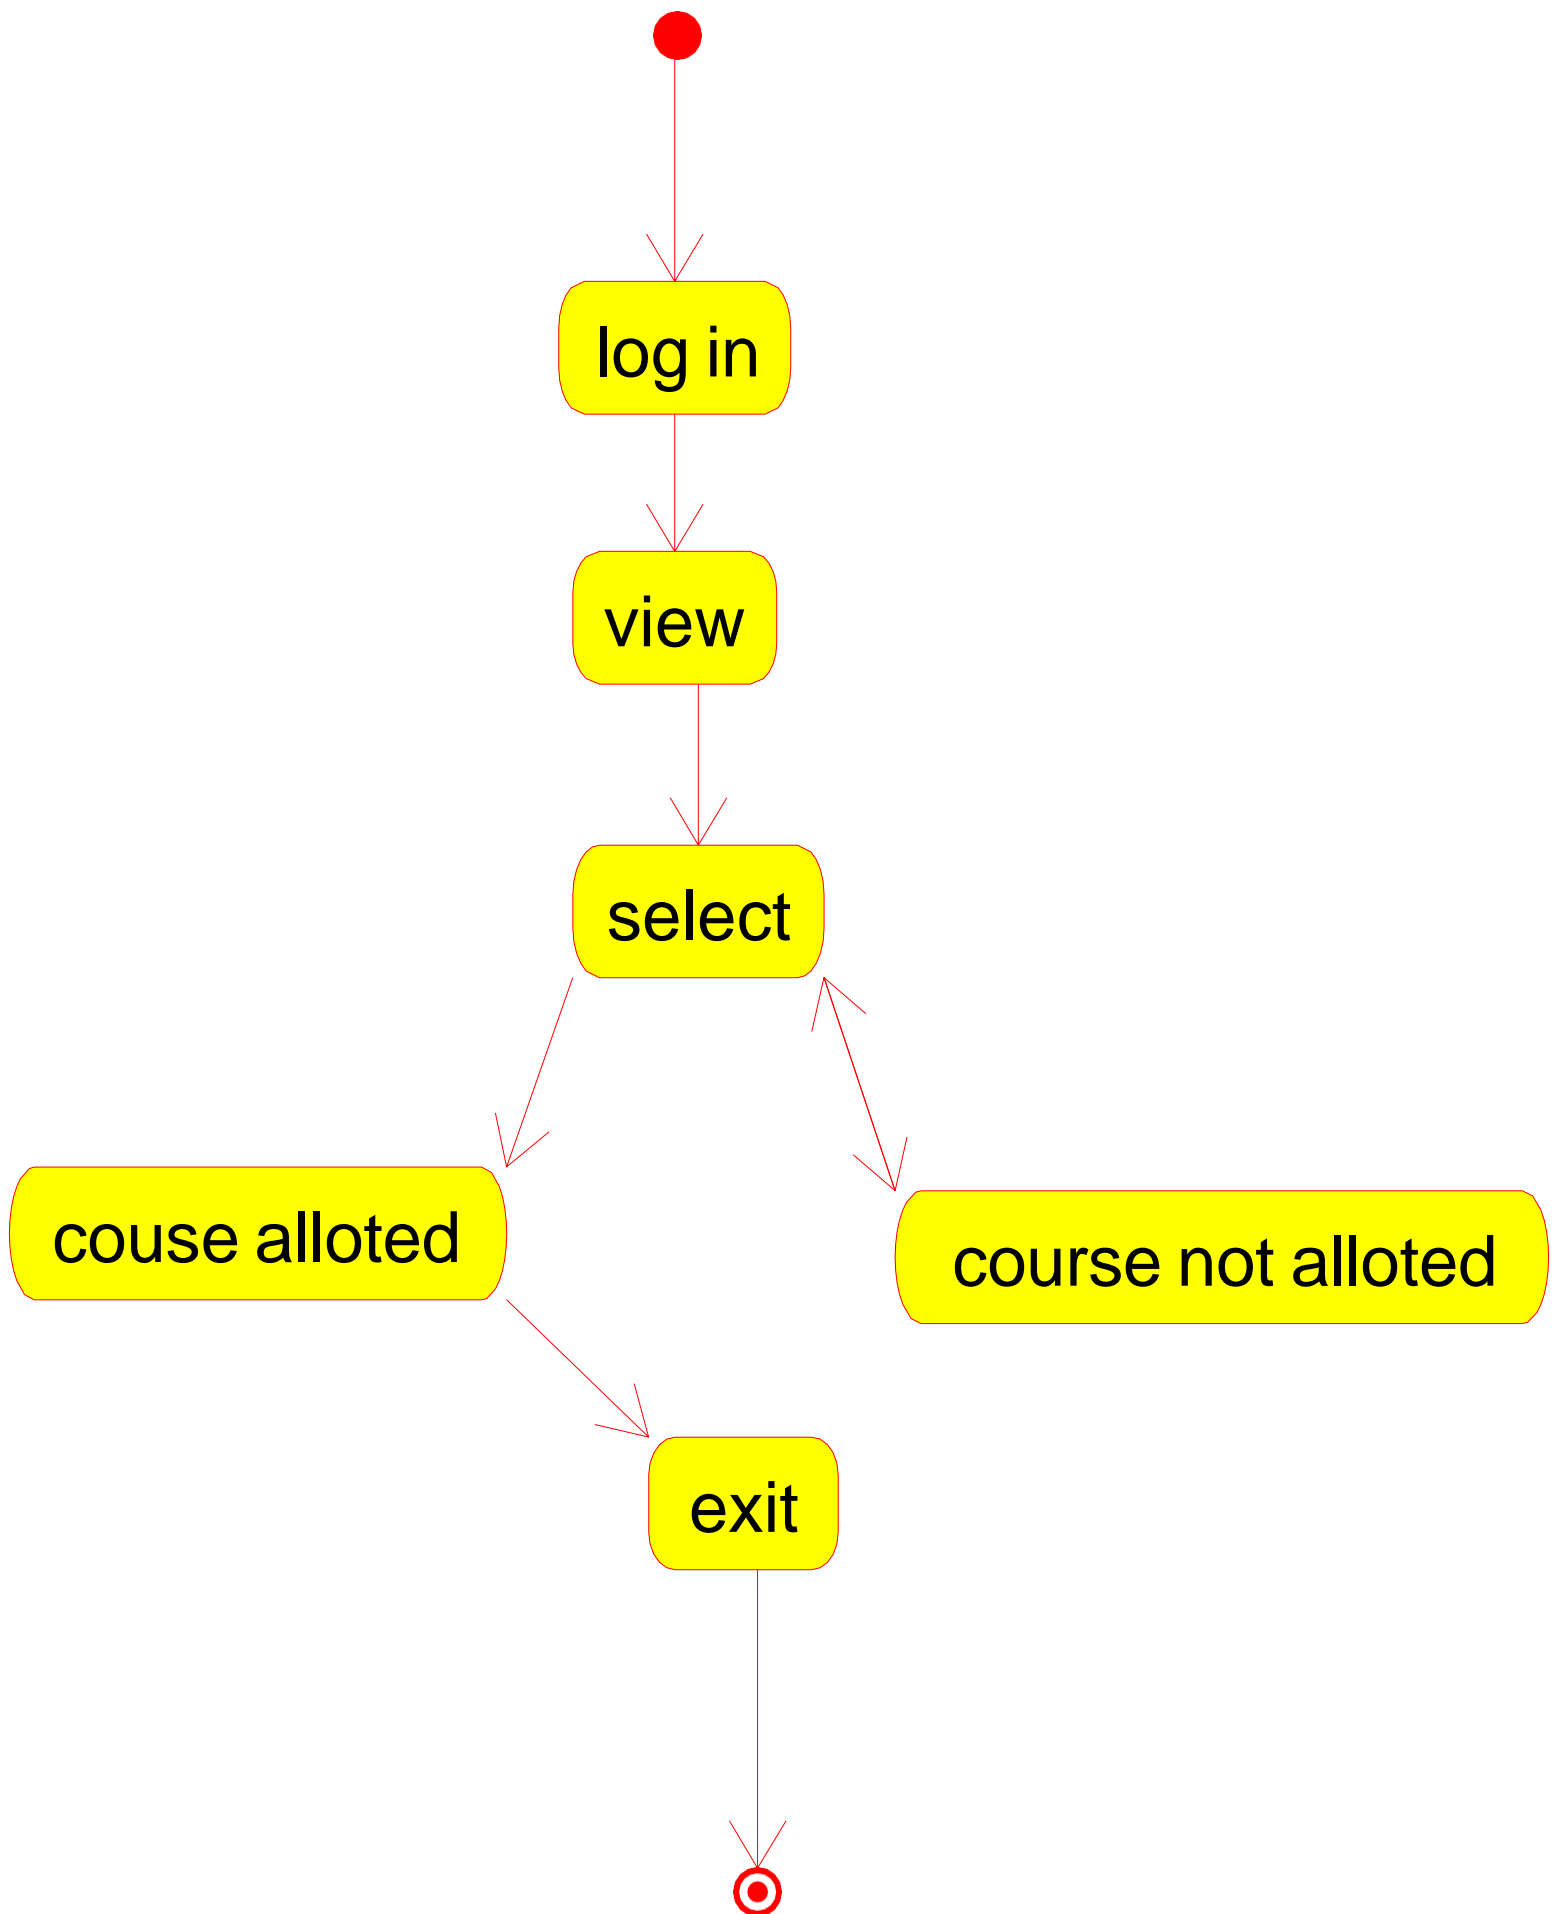 log in
view
select
couse alloted
course not alloted
exit